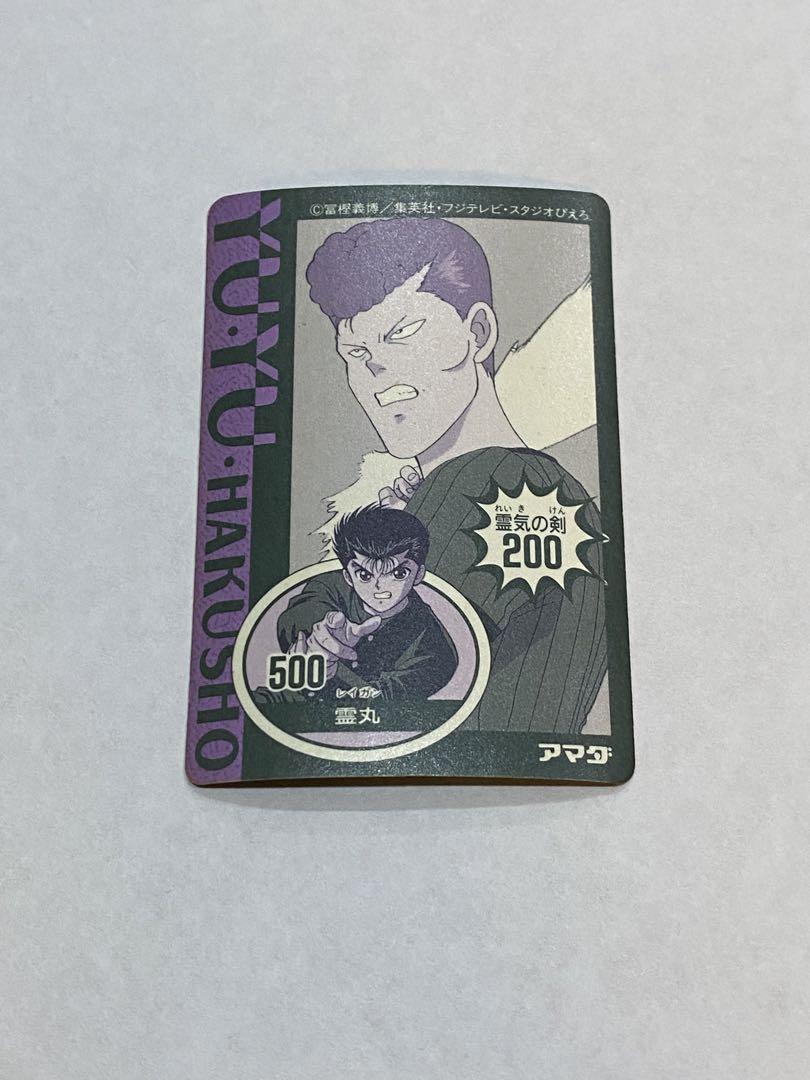 ©冨樫義博／集英社・フジテレビ・スタジオぴえろ
YU・YU・HAKUSHO
れいきけん
霊気の剣
200
500
レイガン
霊丸
アマダ